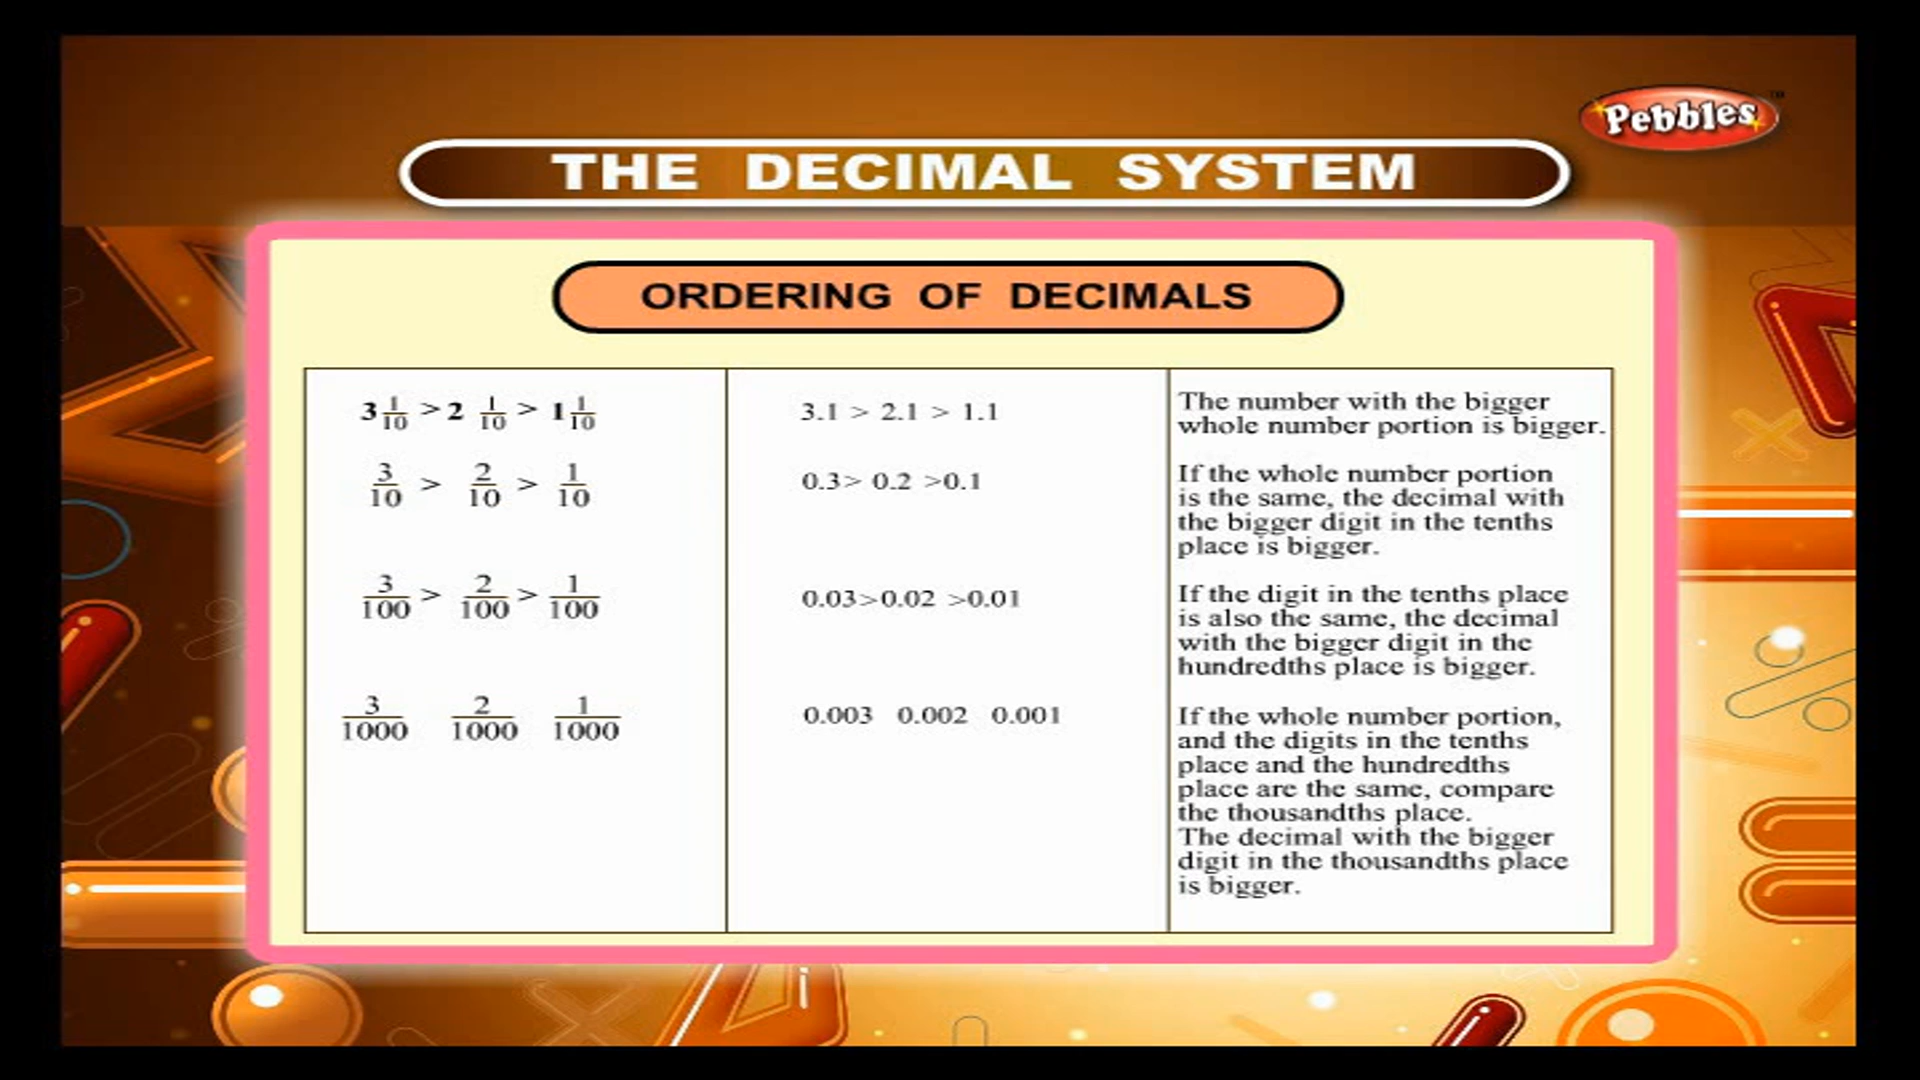 Pebbles™
THE DECIMAL SYSTEM
ORDERING OF DECIMALS
3 1/10 > 2 1/10 > 1 1/10
3.1 > 2.1 > 1.1
The number with the bigger
whole number portion is bigger.
3/10 > 2/10 > 1/10
0.3> 0.2 >0.1
If the whole number portion
is the same, the decimal with
the bigger digit in the tenths
place is bigger.
3/100 > 2/100 > 1/100
0.03>0.02 >0.01
If the digit in the tenths place
is also the same, the decimal
with the bigger digit in the
hundredths place is bigger.
3/1000 2/1000 1/1000
0.003 0.002 0.001
If the whole number portion,
and the digits in the tenths
place and the hundredths
place are the same, compare
the thousandths place.
The decimal with the bigger
digit in the thousandths place
is bigger.